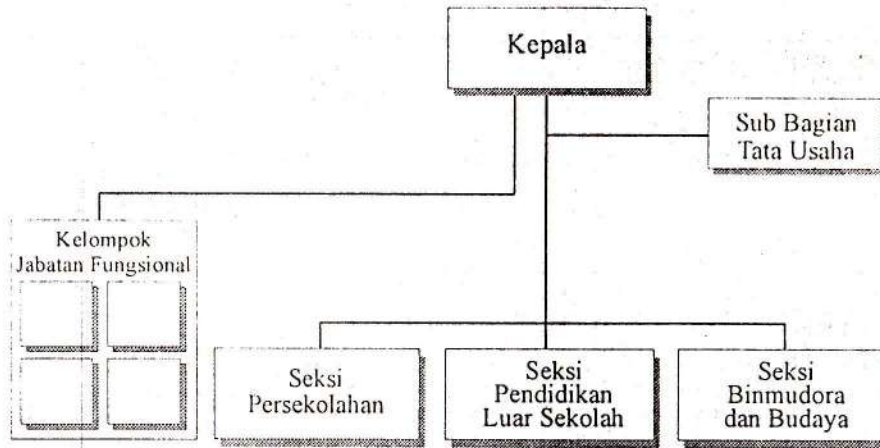 Kepala
Sub Bagian
Tata Usaha
Kelompok
Jabatan Fungsional
Seksi
Persekolahan
Seksi
Pendidikan
Luar Sekolah
Seksi
Binmudora
dan Budaya